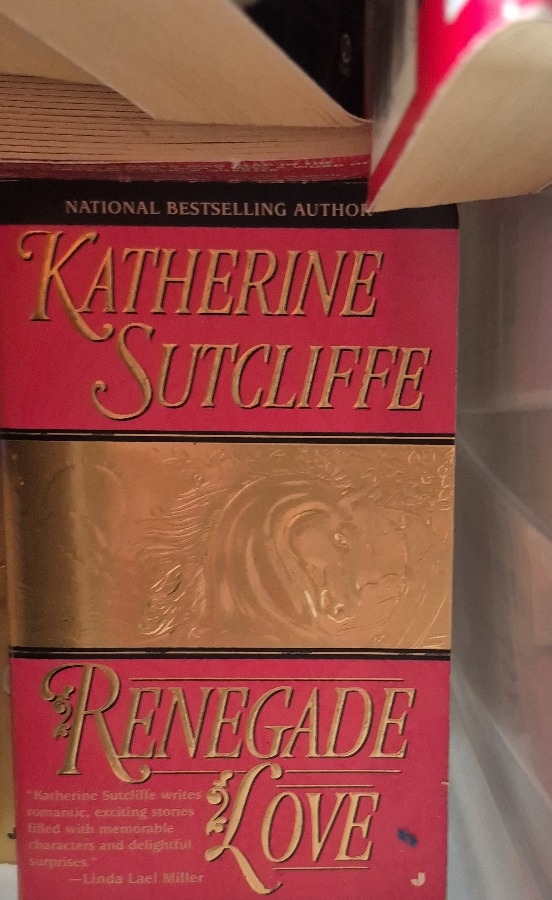 NATIONAL BESTSELLING AUTHOR
KATHERINE
SUTCLIFFE
RENEGADE
LOVE
"Katherine Sutcliffe writes
romantic, exciting stories
filled with memorable
characters and delightful
surprises."
—Linda Lael Miller
J